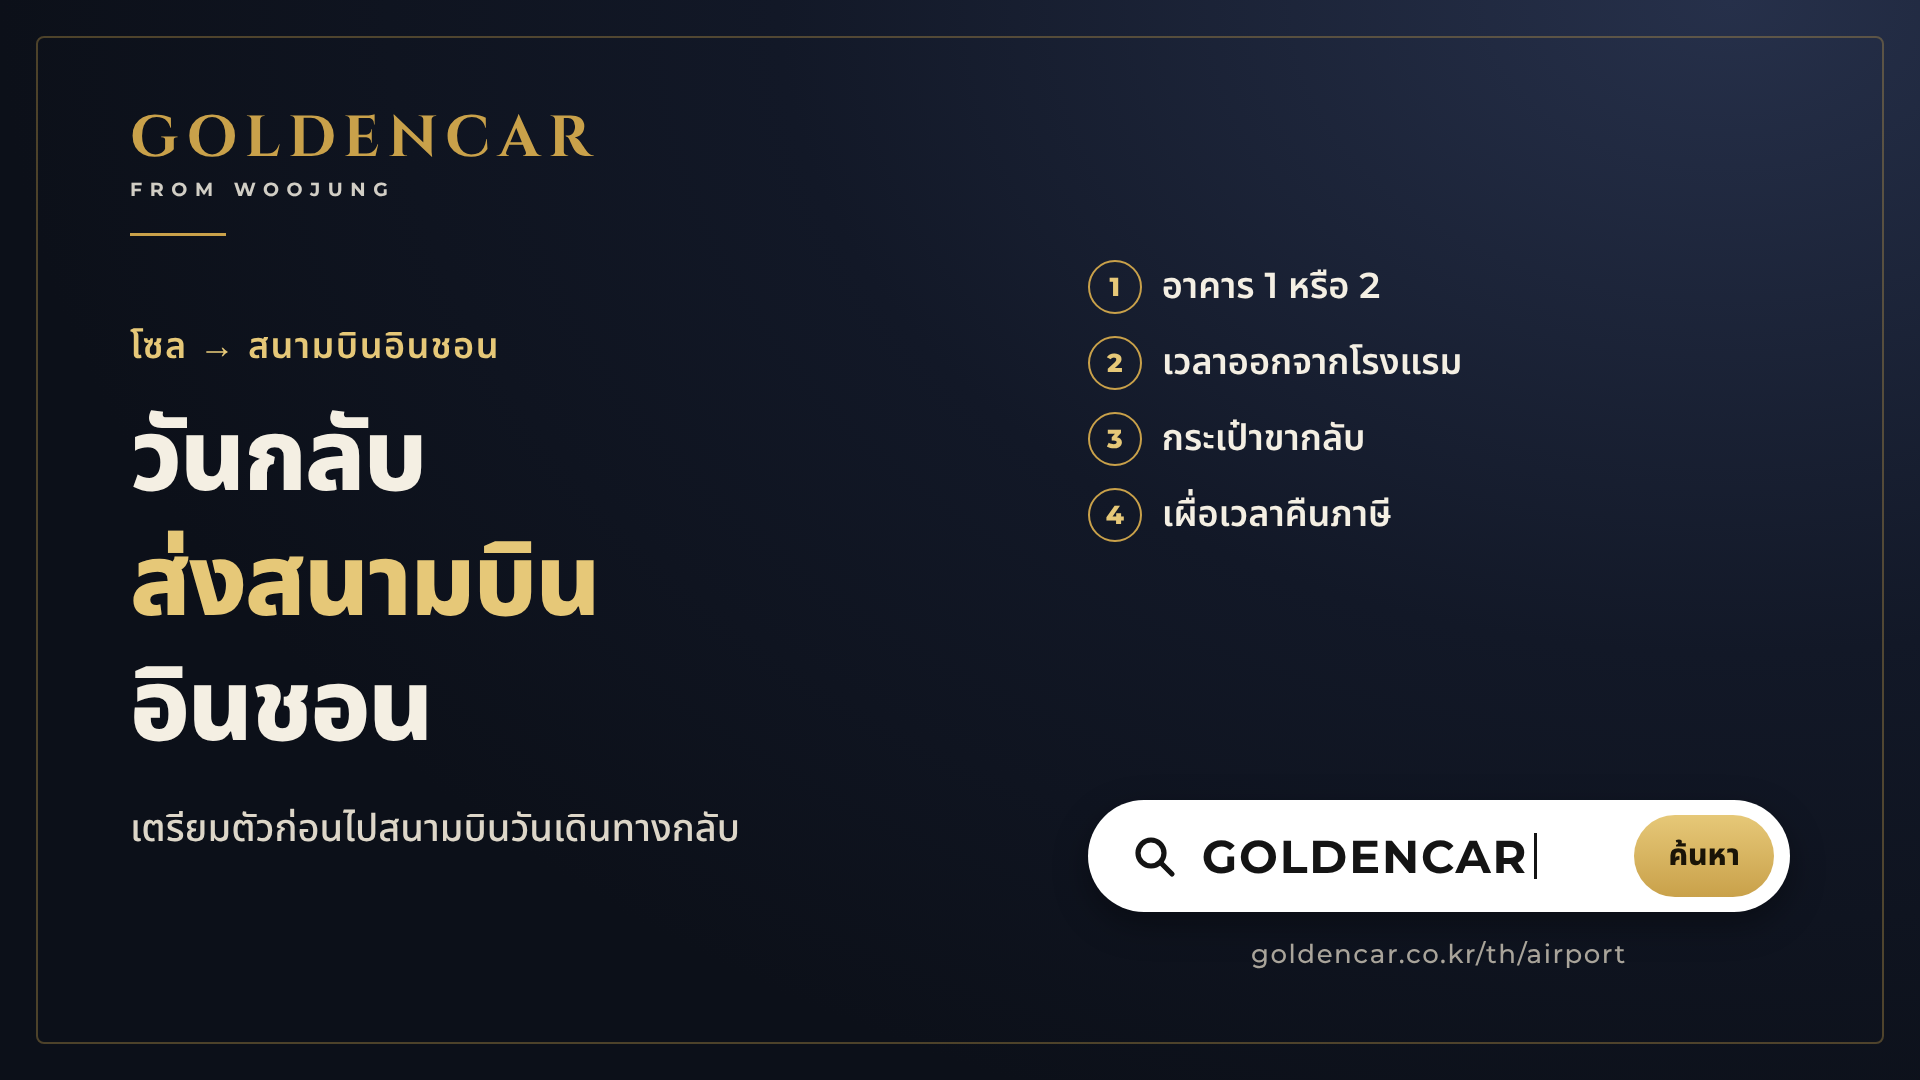 GOLDENCAR
FROM WOOJUNG
โซล → สนามบินอินชอน
วันกลับ
ส่งสนามบิน
อินชอน
เตรียมตัวก่อนไปสนามบินวันเดินทางกลับ
1 อาคาร 1 หรือ 2
2 เวลาออกจากโรงแรม
3 กระเป๋าขากลับ
4 เผื่อเวลาคืนภาษี
GOLDENCAR ค้นหา
goldencar.co.kr/th/airport